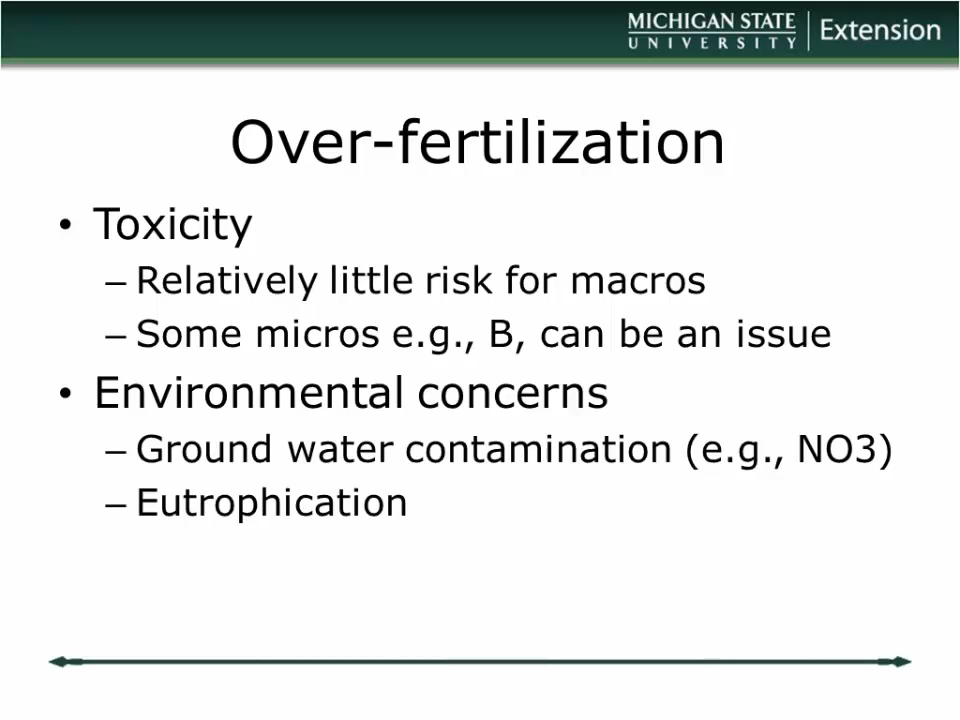 MICHIGAN STATE
UNIVERSITY
Extension
Over-fertilization
• Toxicity
– Relatively little risk for macros
– Some micros e.g., B, can be an issue
• Environmental concerns
– Ground water contamination (e.g., NO3)
– Eutrophication